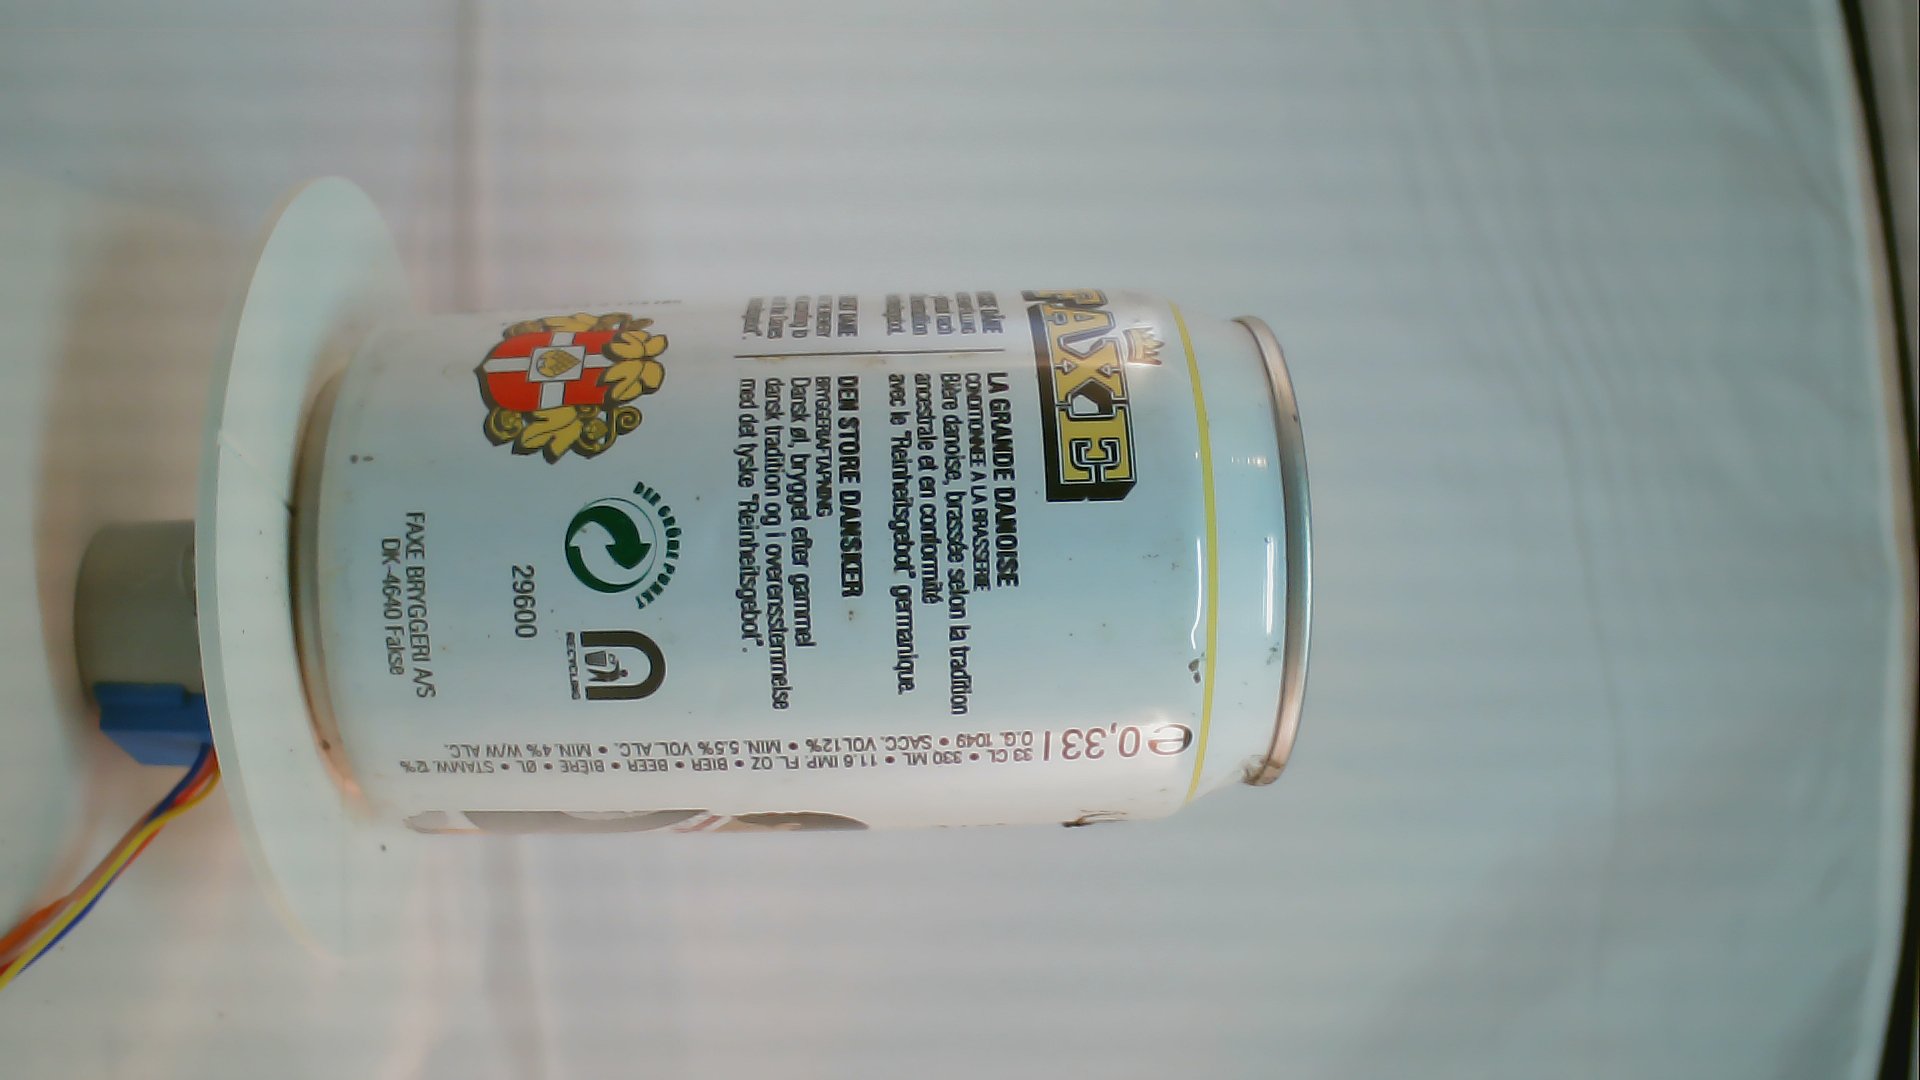 FAXE
LA GRANDE DANOISE
CONDITIONNEE A LA BRASSERIE
Bière danoise, brassée selon la tradition
ancestrale et en conformité
avec le "Reinheitsgebot" germanique.
DEN STORE DANSKER
BRYGGERIAFTAPNING
Dansk øl, brygget efter gammel
dansk tradition og i overensstemmelse
med det tyske "Reinheitsgebot".
DER GRÜNE PUNKT
RECYCLING
29600
FAXE BRYGGERI A/S
DK-4640 Fakse
e 0,33 l
33 CL • 330 ML • 11.6 IMP. FL. OZ • BIER • BEER • BIÈRE • ØL • STAMW. 12%
O.G. 1049 • SACC. VOL 12% • MIN. 5.5% VOL ALC. • MIN. 4% W/W ALC.